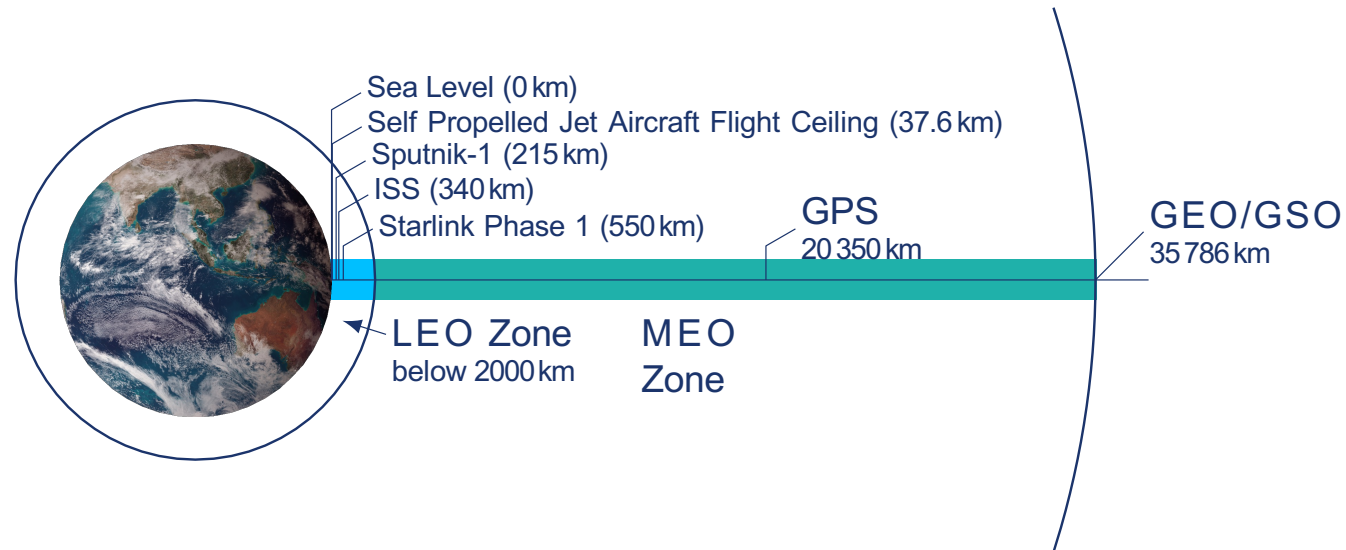 Sea Level (0 km)
Self Propelled Jet Aircraft Flight Ceiling (37.6 km)
Sputnik-1 (215 km)
ISS (340 km)
Starlink Phase 1 (550 km)
GPS
20 350 km
GEO/GSO
35 786 km
LEO Zone
below 2000 km
MEO
Zone